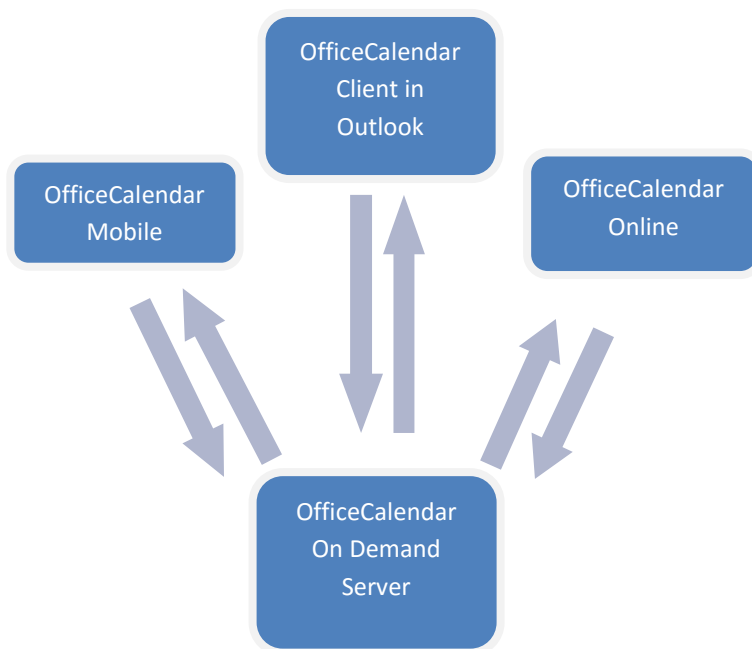 OfficeCalendar
Client in
Outlook
OfficeCalendar
Mobile
OfficeCalendar
Online
OfficeCalendar
On Demand
Server